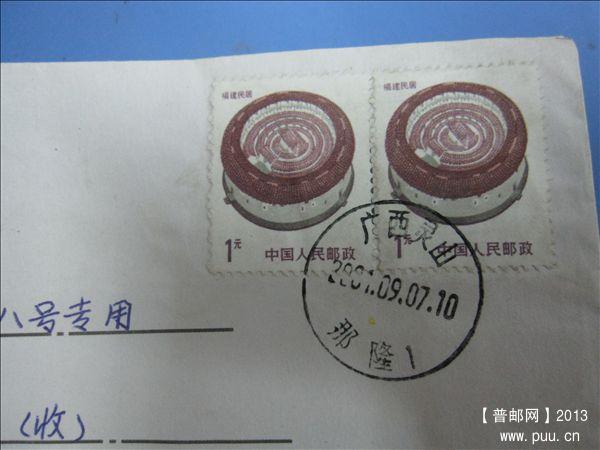 福建民居
1元
中国人民邮政
福建民居
1元
中国人民邮政
广西灵山
2001.09.07.10
那隆1
八号专用
(收)
【普邮网】2013
www.puu.cn